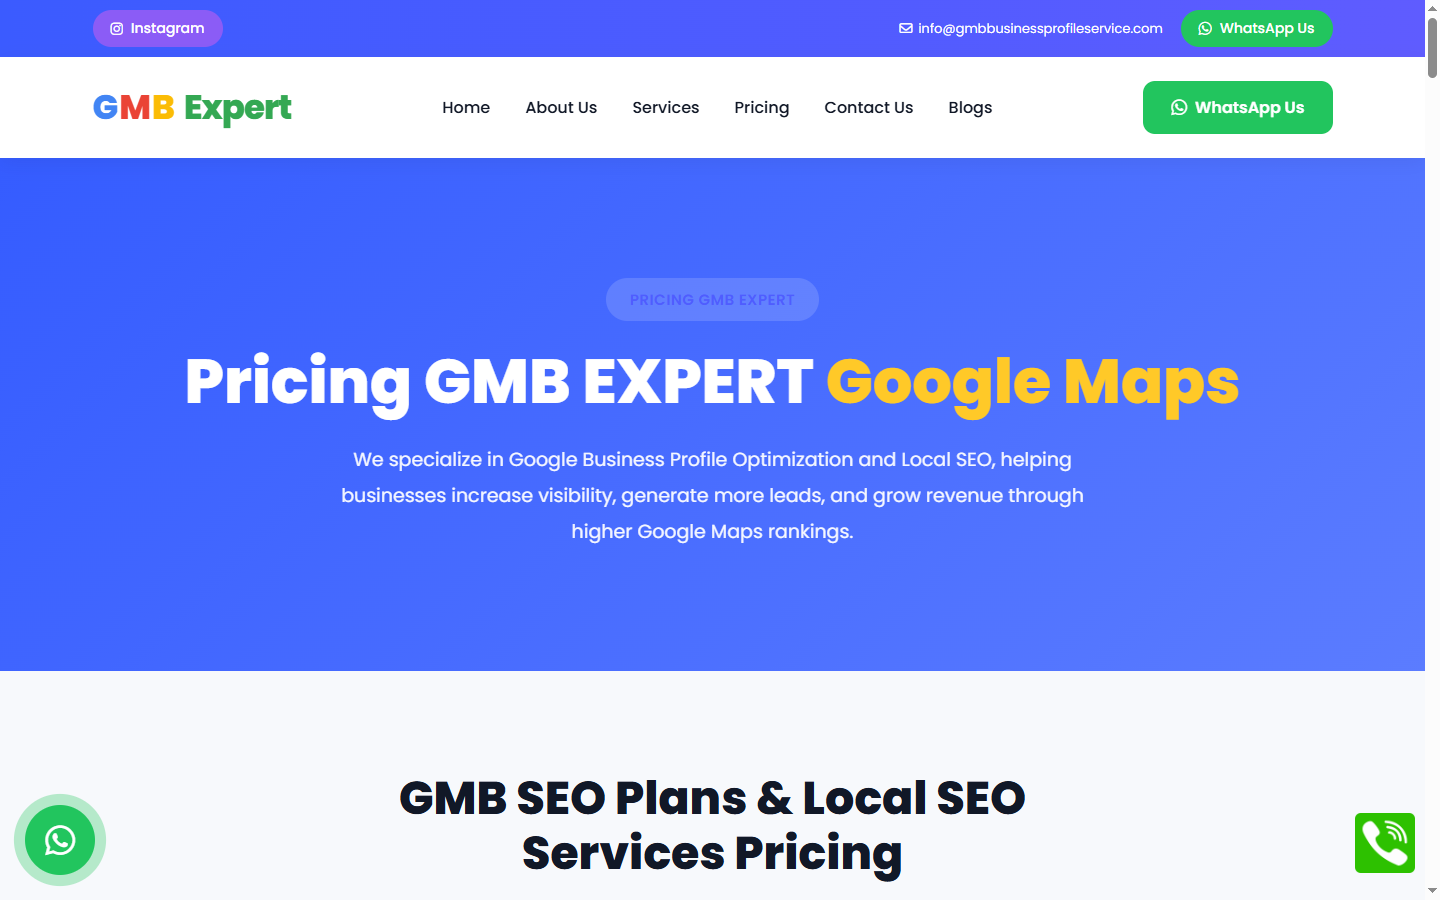 Instagram
info@gmbbusinessprofileservice.com
WhatsApp Us
GMB Expert
Home
About Us
Services
Pricing
Contact Us
Blogs
WhatsApp Us
PRICING GMB EXPERT
Pricing GMB EXPERT Google Maps
We specialize in Google Business Profile Optimization and Local SEO, helping
businesses increase visibility, generate more leads, and grow revenue through
higher Google Maps rankings.
GMB SEO Plans & Local SEO
Services Pricing